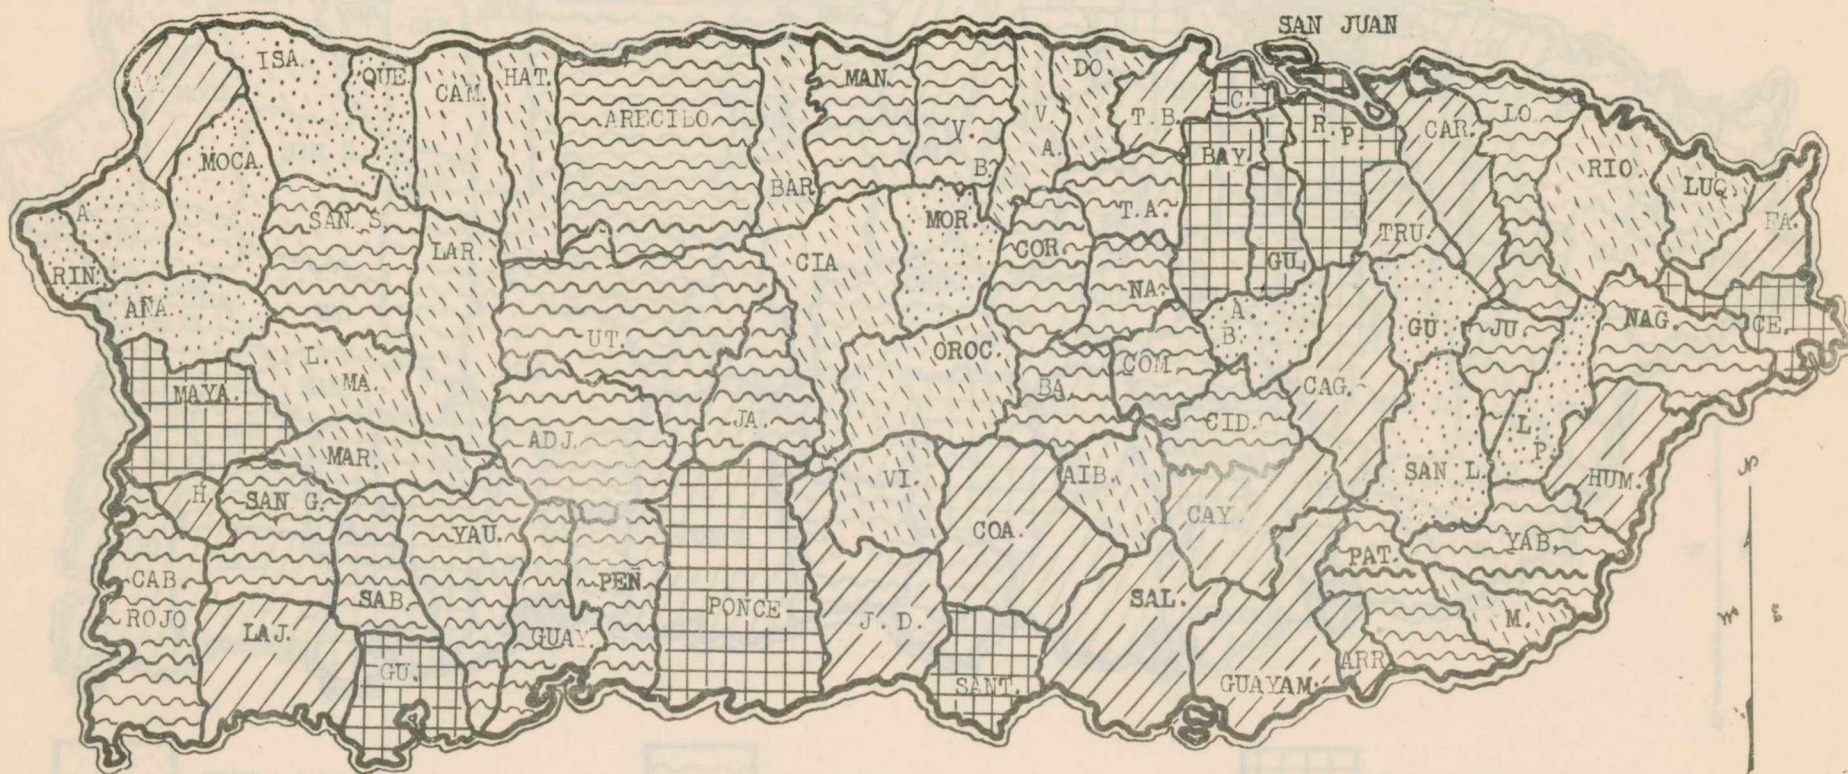 SAN JUAN
ISA.
QUE.
CAM.
HAT.
ARECIBO
BAR
MAN.
V. B.
V. A.
DO.
T.B.
C.
R. P.
BAY.
CAR.
LO.
RIO
LUQ.
FA.
MOCA.
A.
RIN.
SAN. S.
LAR.
CIA
MOR.
COR.
T.A.
NA.
GU.
TRU.
AÑA.
UT.
OROC.
A. B.
GU.
JU.
NAG.
CE.
L. MA.
MAYA.
JA.
BA.
COM.
CID.
CAG.
L. P.
ADJ.
MAR.
VI.
AIB.
SAN L.
HUM.
H.
SAN G.
YAU.
COA.
CAY.
YAB.
CAB. ROJO
SAB.
PEÑ.
PONCE
J. D.
SAL.
PAT.
M.
LAJ.
GU.
GUAY.
SANT.
GUAYAM.
ARR.
N
E